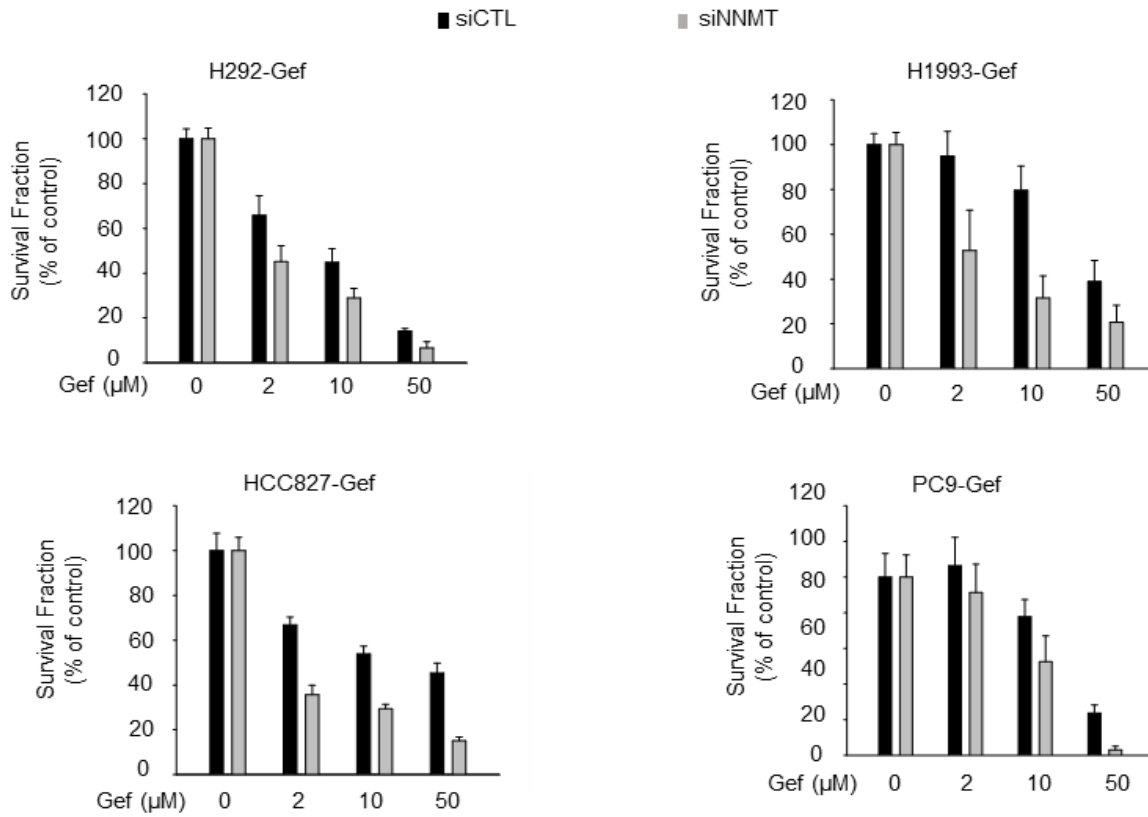 siCTL siNNMT
H292-Gef
Survival Fraction
(% of control)
120
100
80
60
40
20
0
Gef (µM) 0 2 10 50
H1993-Gef
Survival Fraction
(% of control)
120
100
80
60
40
20
0
Gef (µM) 0 2 10 50
HCC827-Gef
Survival Fraction
(% of control)
120
100
80
60
40
20
0
Gef (µM) 0 2 10 50
PC9-Gef
Survival Fraction
(% of control)
120
100
80
60
40
20
0
Gef (µM) 0 2 10 50